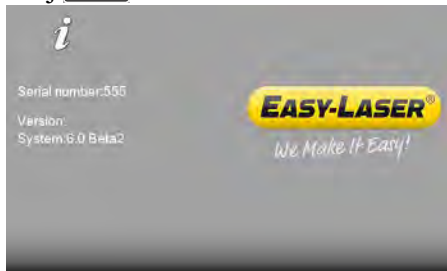 i
Serial number:555
Version:
System:6.0 Beta2
EASY-LASER®
We Make It Easy!